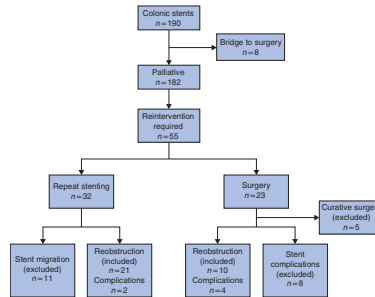 Colonic stents
n=190
Bridge to surgery
n=8
Palliative
n=182
Reintervention
required
n=55
Repeat stenting
n=32
Surgery
n=23
Curative surger
(excluded)
n=5
Stent migration
(excluded)
n=11
Reobstruction
(included)
n=21
Complications
n=2
Reobstruction
(included)
n=10
Complications
n=4
Stent
complications
(excluded)
n=8